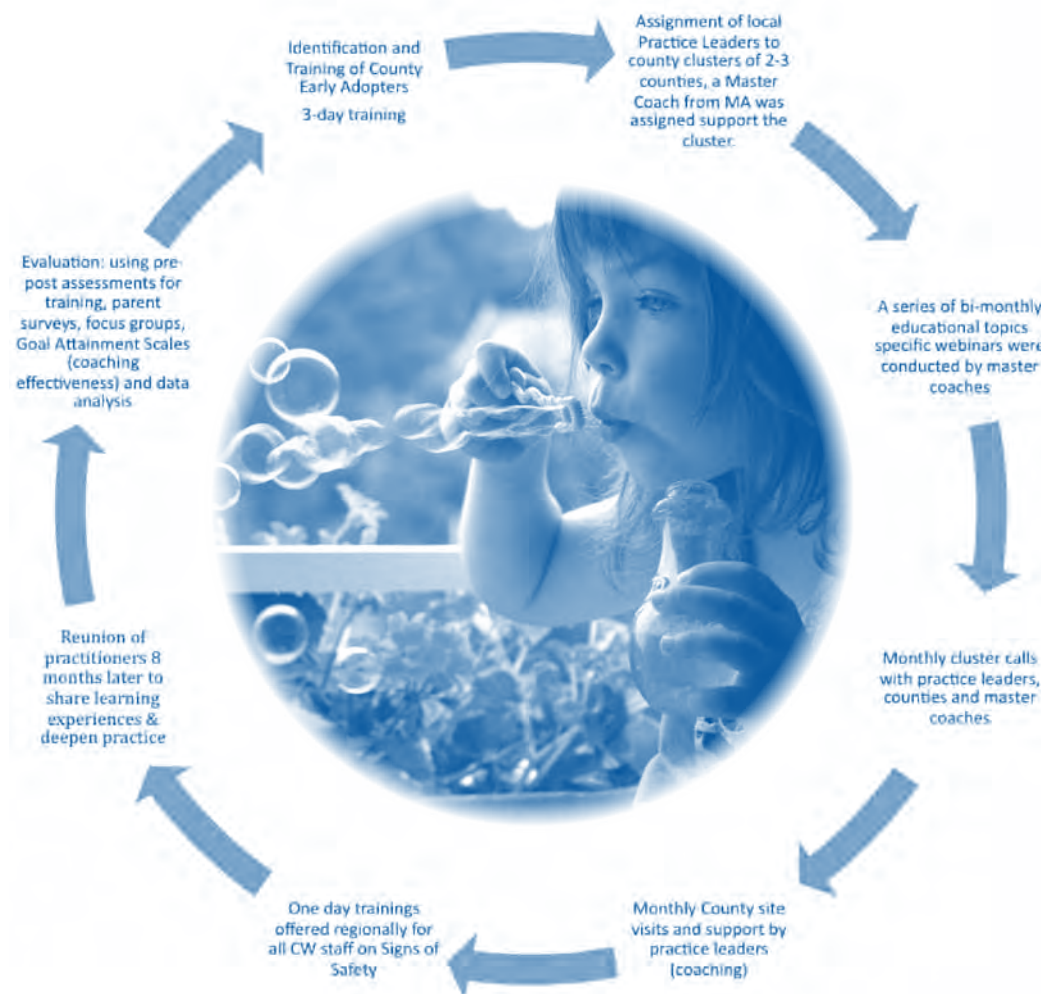 Identification and
Training of County
Early Adopters
3-day training
Assignment of local
Practice Leaders to
county clusters of 2-3
counties, a Master
Coach from MA was
assigned support the
cluster.
A series of bi-monthly
educational topics
specific webinars were
conducted by master
coaches
Monthly cluster calls
with practice leaders,
counties and master
coaches
Monthly County site
visits and support by
practice leaders
(coaching)
One day trainings
offered regionally for
all CW staff on Signs of
Safety
Reunion of
practitioners 8
months later to
share learning
experiences &
deepen practice
Evaluation: using pre-
post assessments for
training, parent
surveys, focus groups,
Goal Attainment Scales
(coaching
effectiveness) and data
analysis